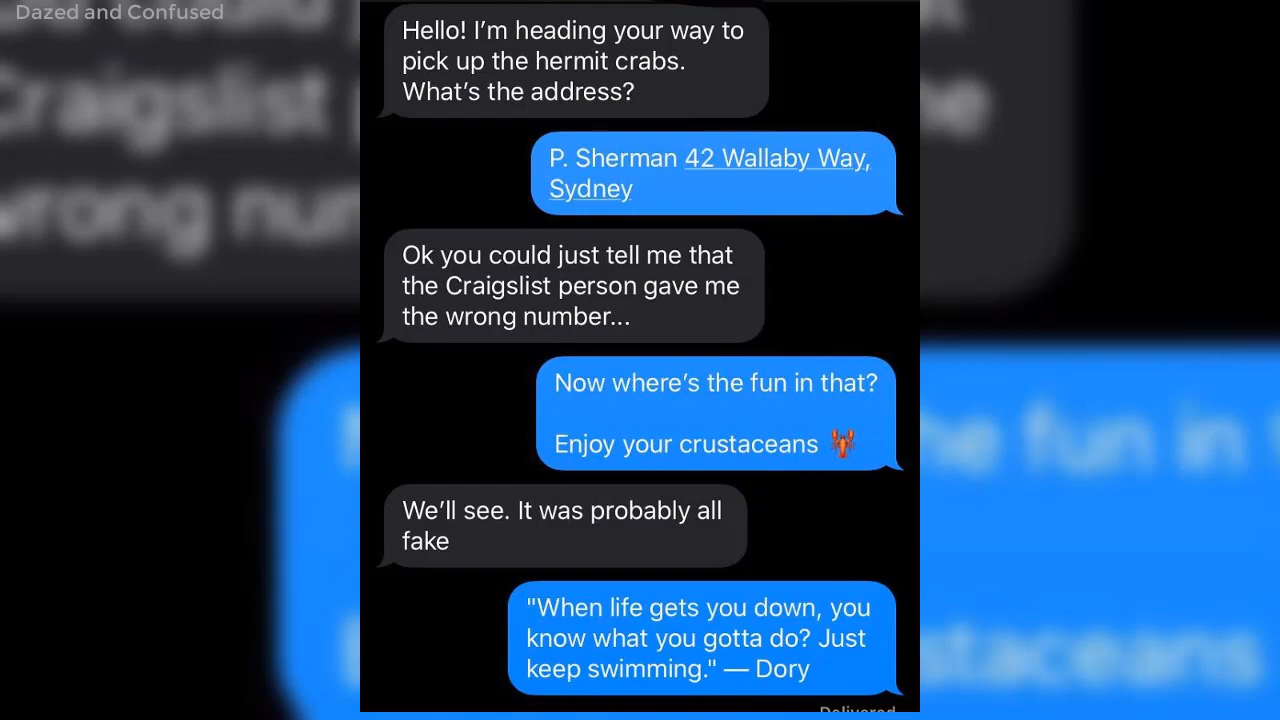 Dazed and Confused
Hello! I’m heading your way to
pick up the hermit crabs.
What’s the address?
P. Sherman 42 Wallaby Way,
Sydney
Ok you could just tell me that
the Craigslist person gave me
the wrong number...
Now where’s the fun in that?
Enjoy your crustaceans 🦞
We’ll see. It was probably all
fake
"When life gets you down, you
know what you gotta do? Just
keep swimming." — Dory
Delivered